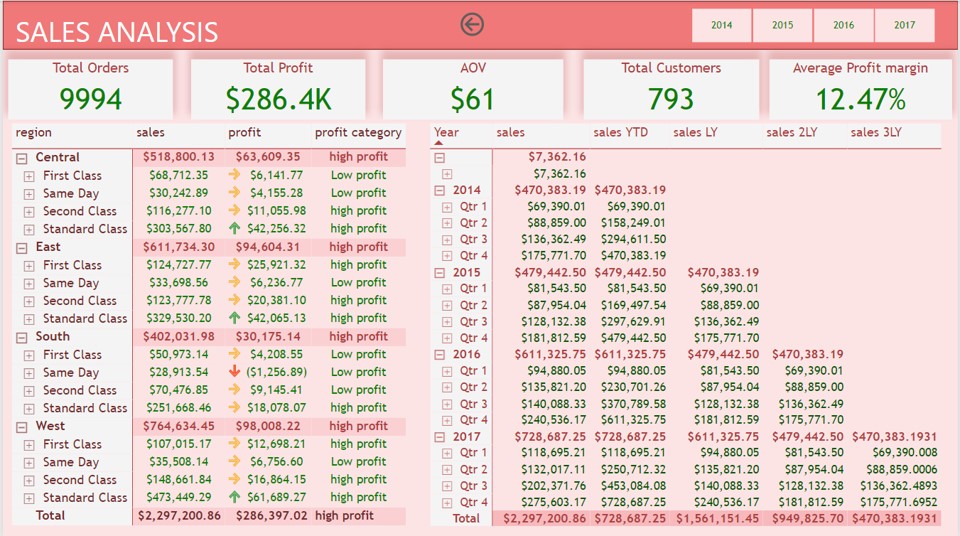 SALES ANALYSIS
2014 2015 2016 2017
Total Orders Total Profit AOV Total Customers Average Profit margin
9994 $286.4K $61 793 12.47%
region sales profit profit category
Central $518,800.13 $63,609.35 high profit
First Class $68,712.35 $6,141.77 Low profit
Same Day $30,242.89 $4,155.28 Low profit
Second Class $116,277.10 $11,055.98 high profit
Standard Class $303,567.80 $42,256.32 high profit
East $611,734.30 $94,604.31 high profit
First Class $124,727.77 $25,921.32 high profit
Same Day $33,698.56 $6,236.77 Low profit
Second Class $123,777.78 $20,381.10 high profit
Standard Class $329,530.20 $42,065.13 high profit
South $402,031.98 $30,175.14 high profit
First Class $50,973.14 $4,208.55 Low profit
Same Day $28,913.54 ($1,256.89) Low profit
Second Class $70,476.85 $9,145.41 Low profit
Standard Class $251,668.46 $18,078.07 high profit
West $764,634.45 $98,008.22 high profit
First Class $107,015.17 $12,698.21 high profit
Same Day $35,508.14 $6,756.60 Low profit
Second Class $148,661.84 $16,864.15 high profit
Standard Class $473,449.29 $61,689.27 high profit
Total $2,297,200.86 $286,397.02 high profit
Year sales sales YTD sales LY sales 2LY sales 3LY
$7,362.16
$7,362.16
2014 $470,383.19 $470,383.19
Qtr 1 $69,390.01 $69,390.01
Qtr 2 $88,859.00 $158,249.01
Qtr 3 $136,362.49 $294,611.50
Qtr 4 $175,771.70 $470,383.19
2015 $479,442.50 $479,442.50 $470,383.19
Qtr 1 $81,543.50 $81,543.50 $69,390.01
Qtr 2 $87,954.04 $169,497.54 $88,859.00
Qtr 3 $128,132.38 $297,629.91 $136,362.49
Qtr 4 $181,812.59 $479,442.50 $175,771.70
2016 $611,325.75 $611,325.75 $479,442.50 $470,383.19
Qtr 1 $94,880.05 $94,880.05 $81,543.50 $69,390.01
Qtr 2 $135,821.20 $230,701.26 $87,954.04 $88,859.00
Qtr 3 $140,088.33 $370,789.58 $128,132.38 $136,362.49
Qtr 4 $240,536.17 $611,325.75 $181,812.59 $175,771.70
2017 $728,687.25 $728,687.25 $611,325.75 $479,442.50 $470,383.1931
Qtr 1 $118,695.21 $118,695.21 $94,880.05 $81,543.50 $69,390.008
Qtr 2 $132,017.11 $250,712.32 $135,821.20 $87,954.04 $88,859.0006
Qtr 3 $202,371.76 $453,084.08 $140,088.33 $128,132.38 $136,362.4893
Qtr 4 $275,603.17 $728,687.25 $240,536.17 $181,812.59 $175,771.6952
Total $2,297,200.86 $728,687.25 $1,561,151.45 $949,825.70 $470,383.1931